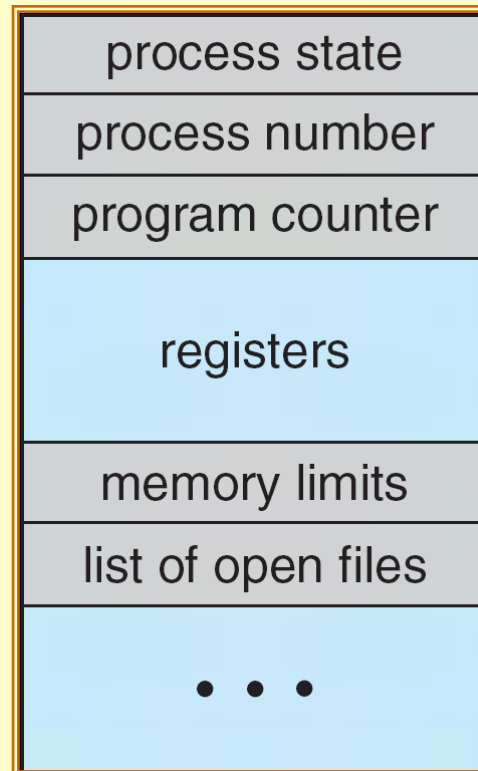 process state
process number
program counter
registers
memory limits
list of open files
• • •